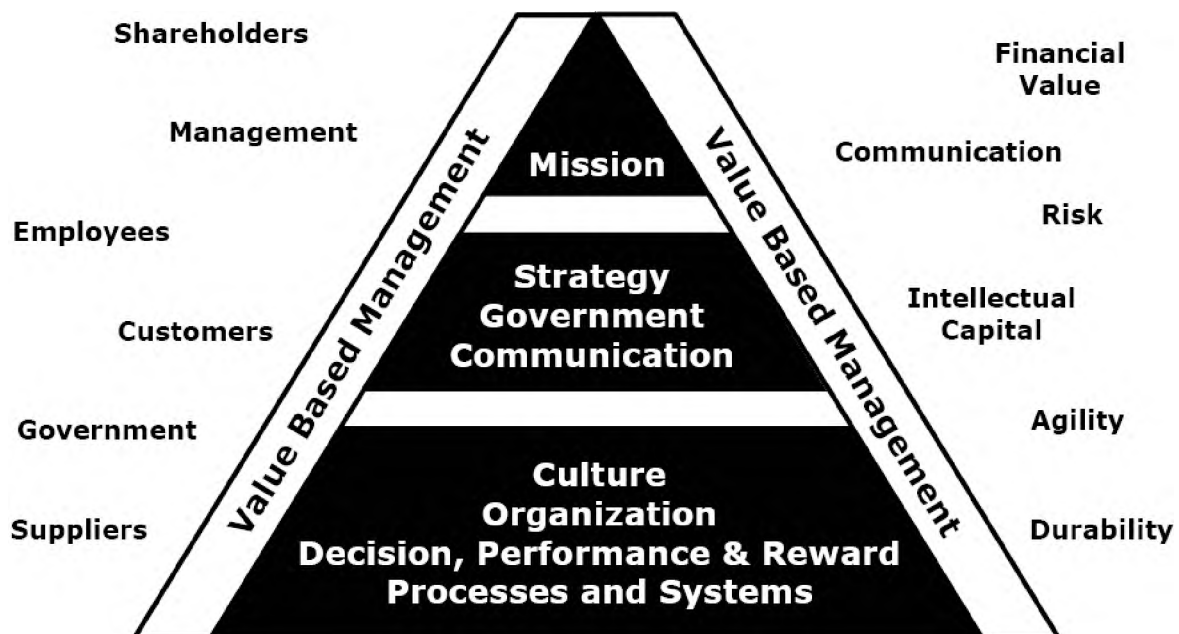 Shareholders
Management
Employees
Customers
Government
Suppliers
Value Based Management
Mission
Strategy
Government
Communication
Culture
Organization
Decision, Performance & Reward
Processes and Systems
Value Based Management
Financial
Value
Communication
Risk
Intellectual
Capital
Agility
Durability